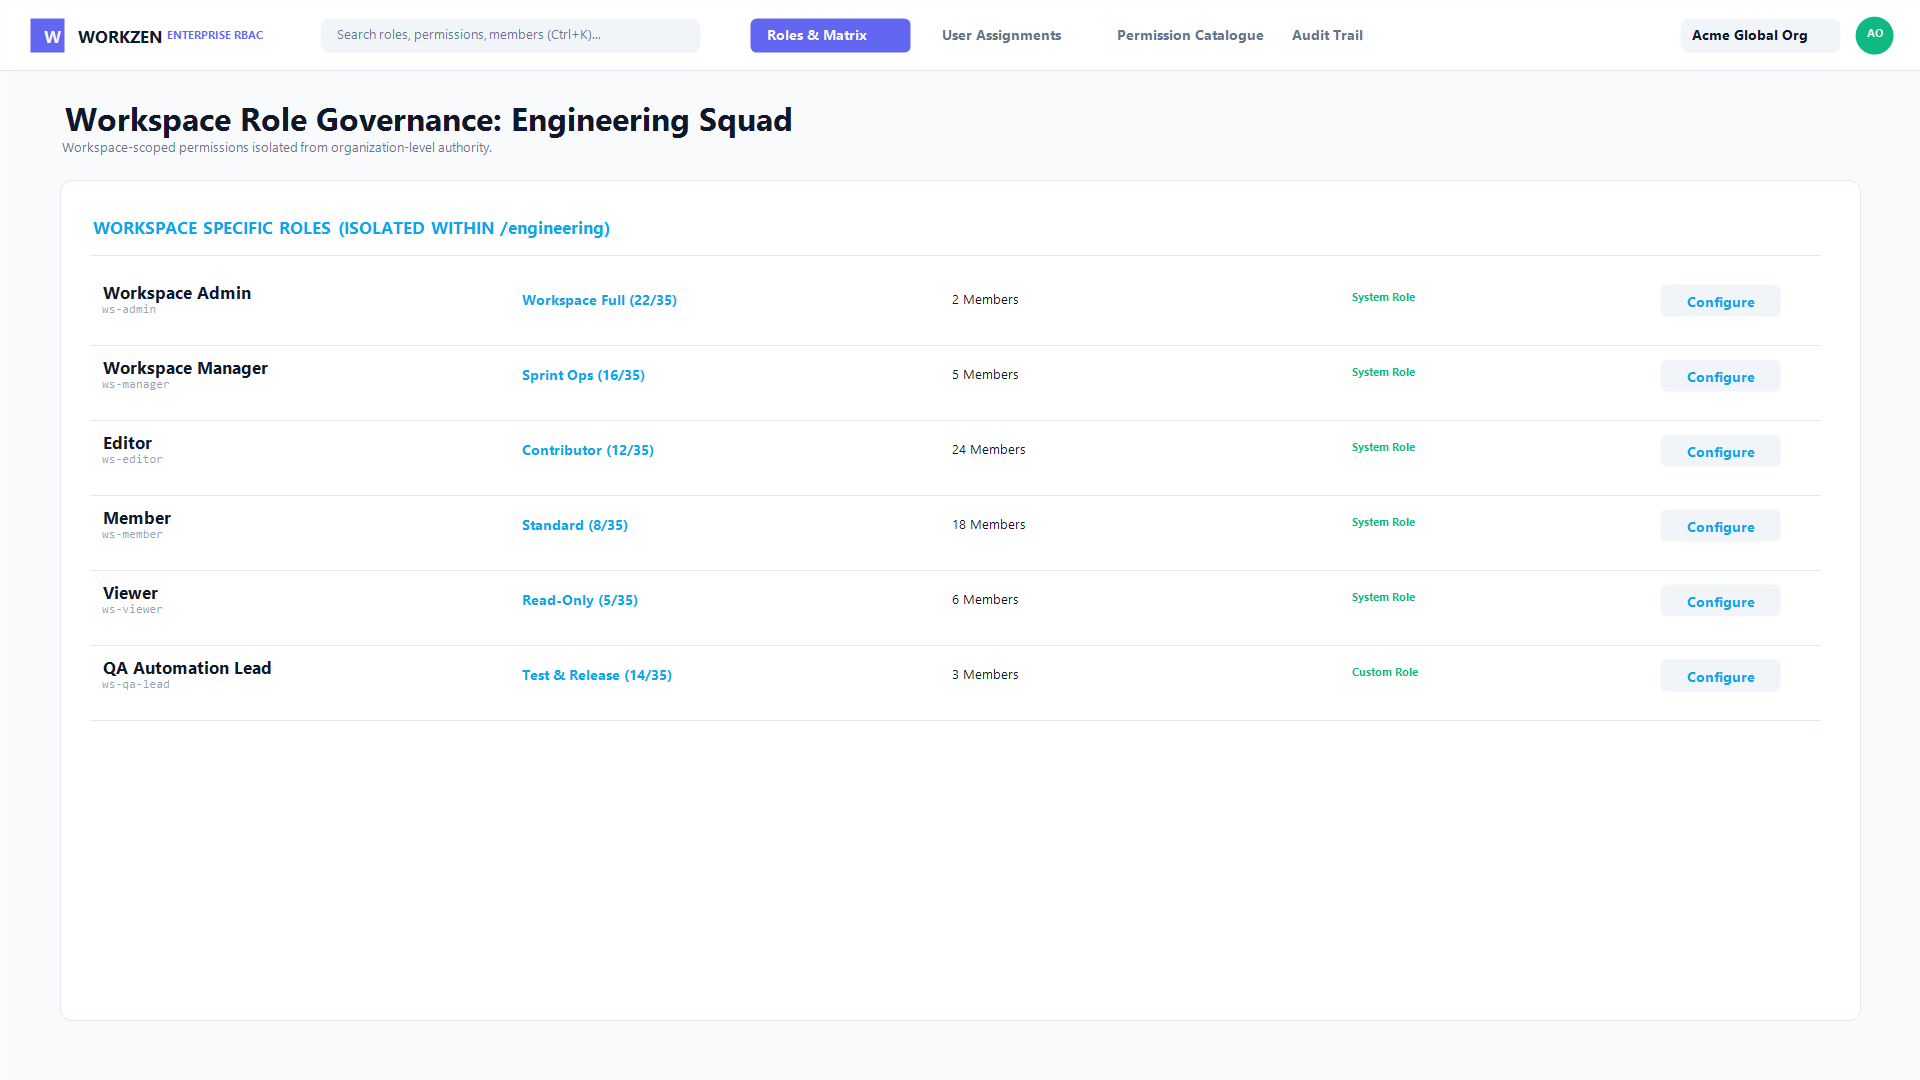 W WORKZEN ENTERPRISE RBAC Search roles, permissions, members (Ctrl+K)... Roles & Matrix User Assignments Permission Catalogue Audit Trail Acme Global Org AO
Workspace Role Governance: Engineering Squad
Workspace-scoped permissions isolated from organization-level authority.
WORKSPACE SPECIFIC ROLES (ISOLATED WITHIN /engineering)
Workspace Admin Workspace Full (22/35) 2 Members System Role Configure
ws-admin
Workspace Manager Sprint Ops (16/35) 5 Members System Role Configure
ws-manager
Editor Contributor (12/35) 24 Members System Role Configure
ws-editor
Member Standard (8/35) 18 Members System Role Configure
ws-member
Viewer Read-Only (5/35) 6 Members System Role Configure
ws-viewer
QA Automation Lead Test & Release (14/35) 3 Members Custom Role Configure
ws-qa-lead